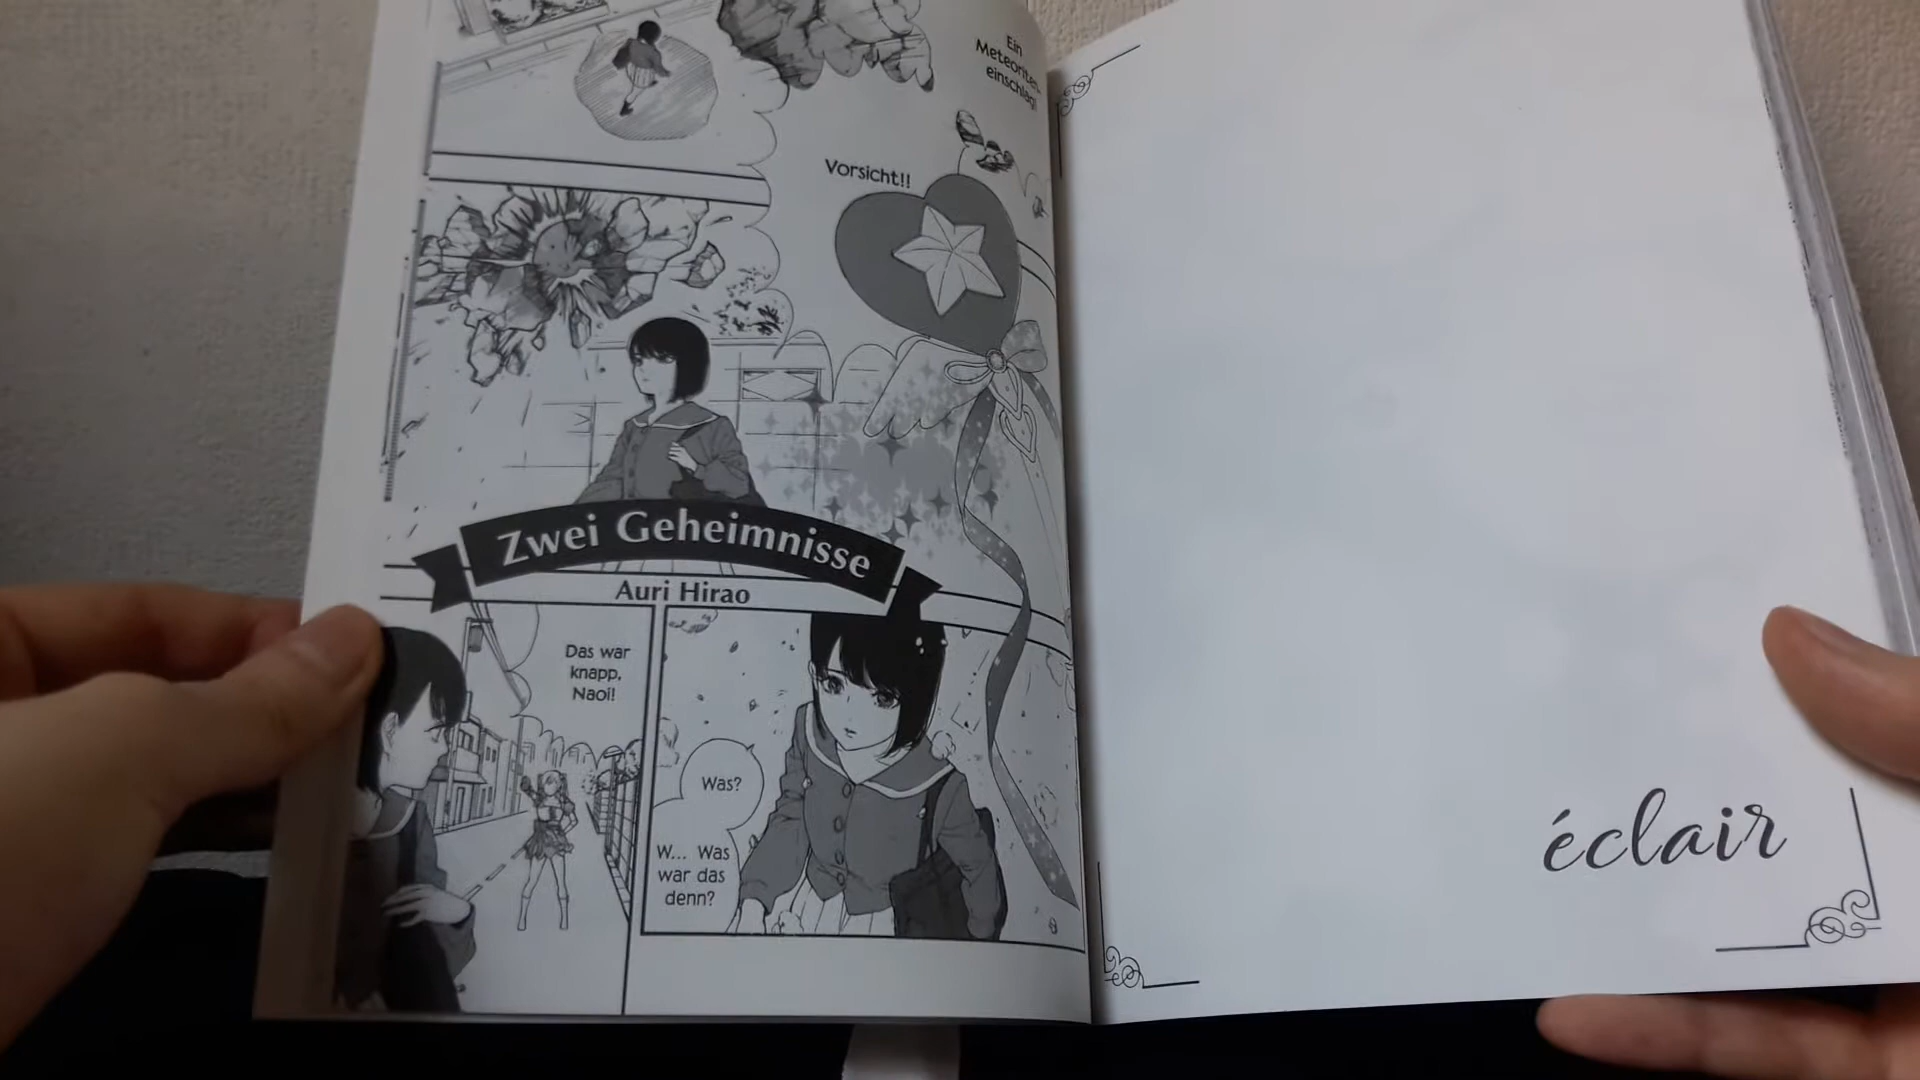 Ein
Meteoriten-
einschlag!
Vorsicht!!
Zwei Geheimnisse
Auri Hirao
Was?
W... Was
war das
denn?
Das war
knapp,
Naoi!
éclair